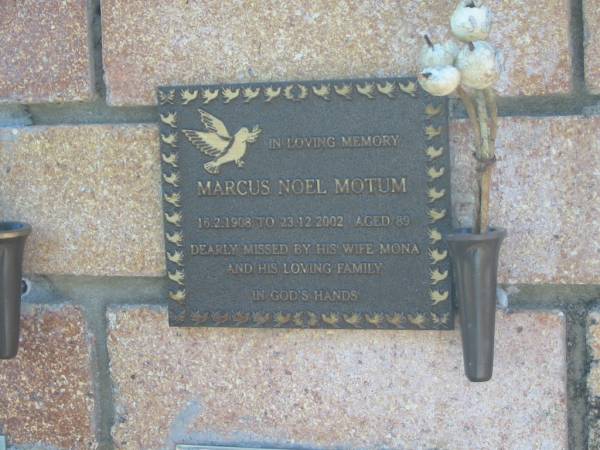 IN LOVING MEMORY
MARCUS NOEL MOTUM
16.2.1908 TO 23.12.2002 AGED 89
DEARLY MISSED BY HIS WIFE MONA
AND HIS LOVING FAMILY
IN GOD'S HANDS